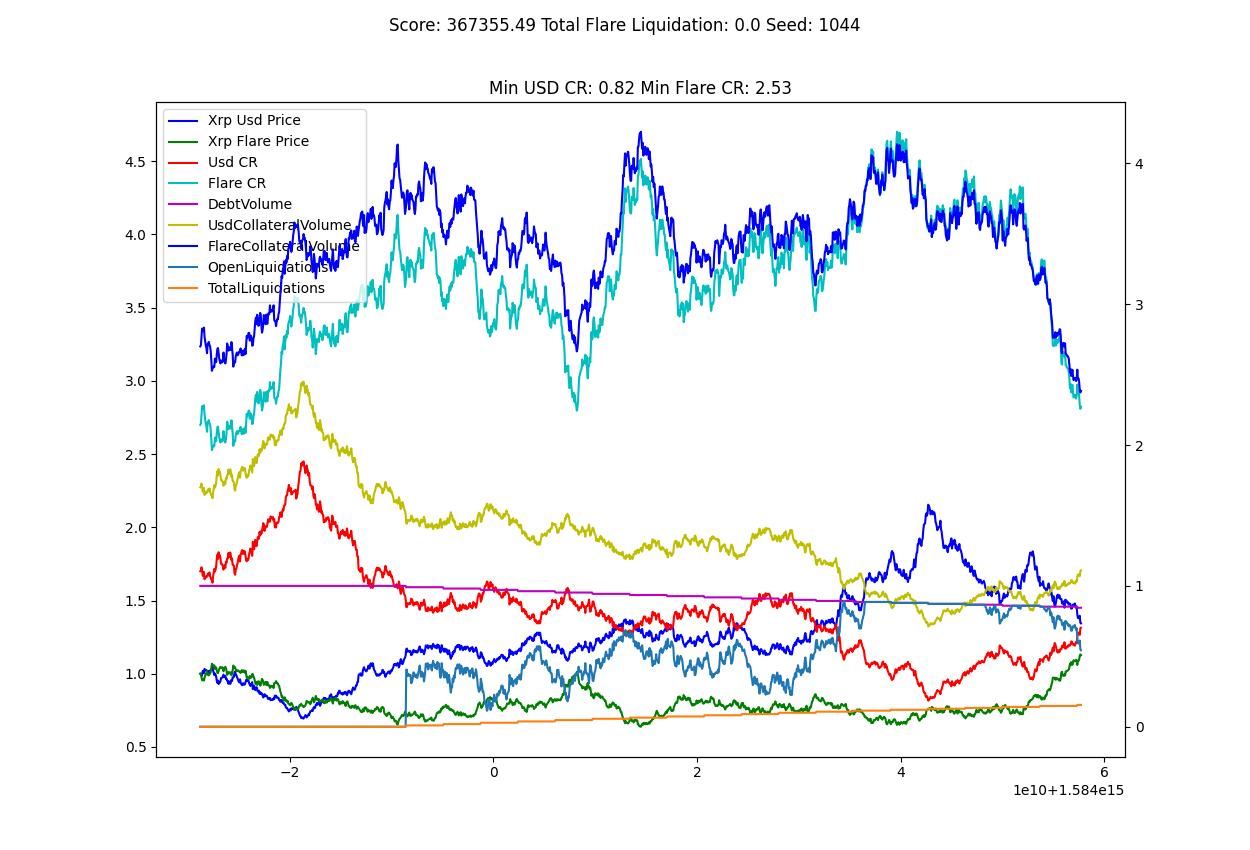 Score: 367355.49 Total Flare Liquidation: 0.0 Seed: 1044
Min USD CR: 0.82 Min Flare CR: 2.53
Xrp Usd Price
Xrp Flare Price
Usd CR
Flare CR
DebtVolume
UsdCollateralVolume
FlareCollateralVolume
OpenLiquidations
TotalLiquidations
4.5
4.0
3.5
3.0
2.5
2.0
1.5
1.0
0.5
4
3
2
1
0
−2
0
2
4
6
1e10+1.584e15